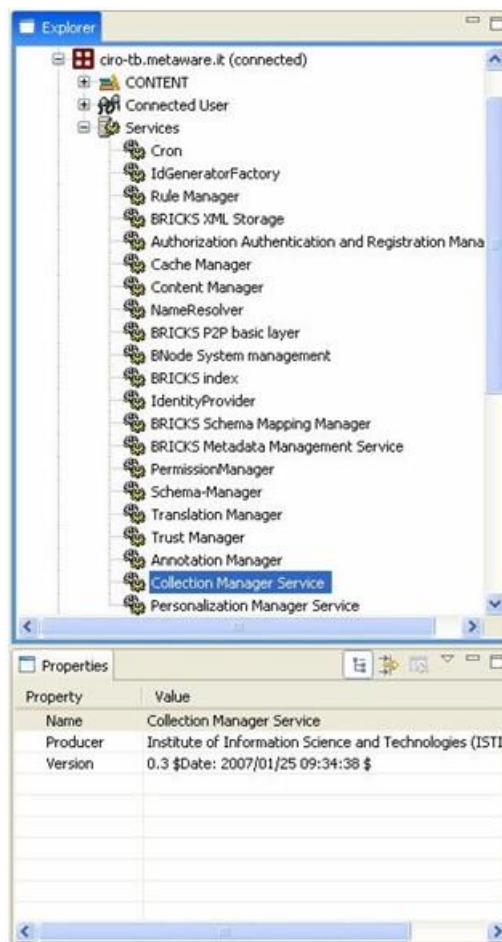 Explorer
ciro-tb.metaware.it (connected)
CONTENT
Connected User
Services
Cron
IdGeneratorFactory
Rule Manager
BRICKS XML Storage
Authorization Authentication and Registration Mana
Cache Manager
Content Manager
NameResolver
BRICKS P2P basic layer
BNode System management
BRICKS index
IdentityProvider
BRICKS Schema Mapping Manager
BRICKS Metadata Management Service
PermissionManager
Schema-Manager
Translation Manager
Trust Manager
Annotation Manager
Collection Manager Service
Personalization Manager Service
Properties
Property Value
Name Collection Manager Service
Producer Institute of Information Science and Technologies (ISTI
Version 0.3 $Date: 2007/01/25 09:34:38 $